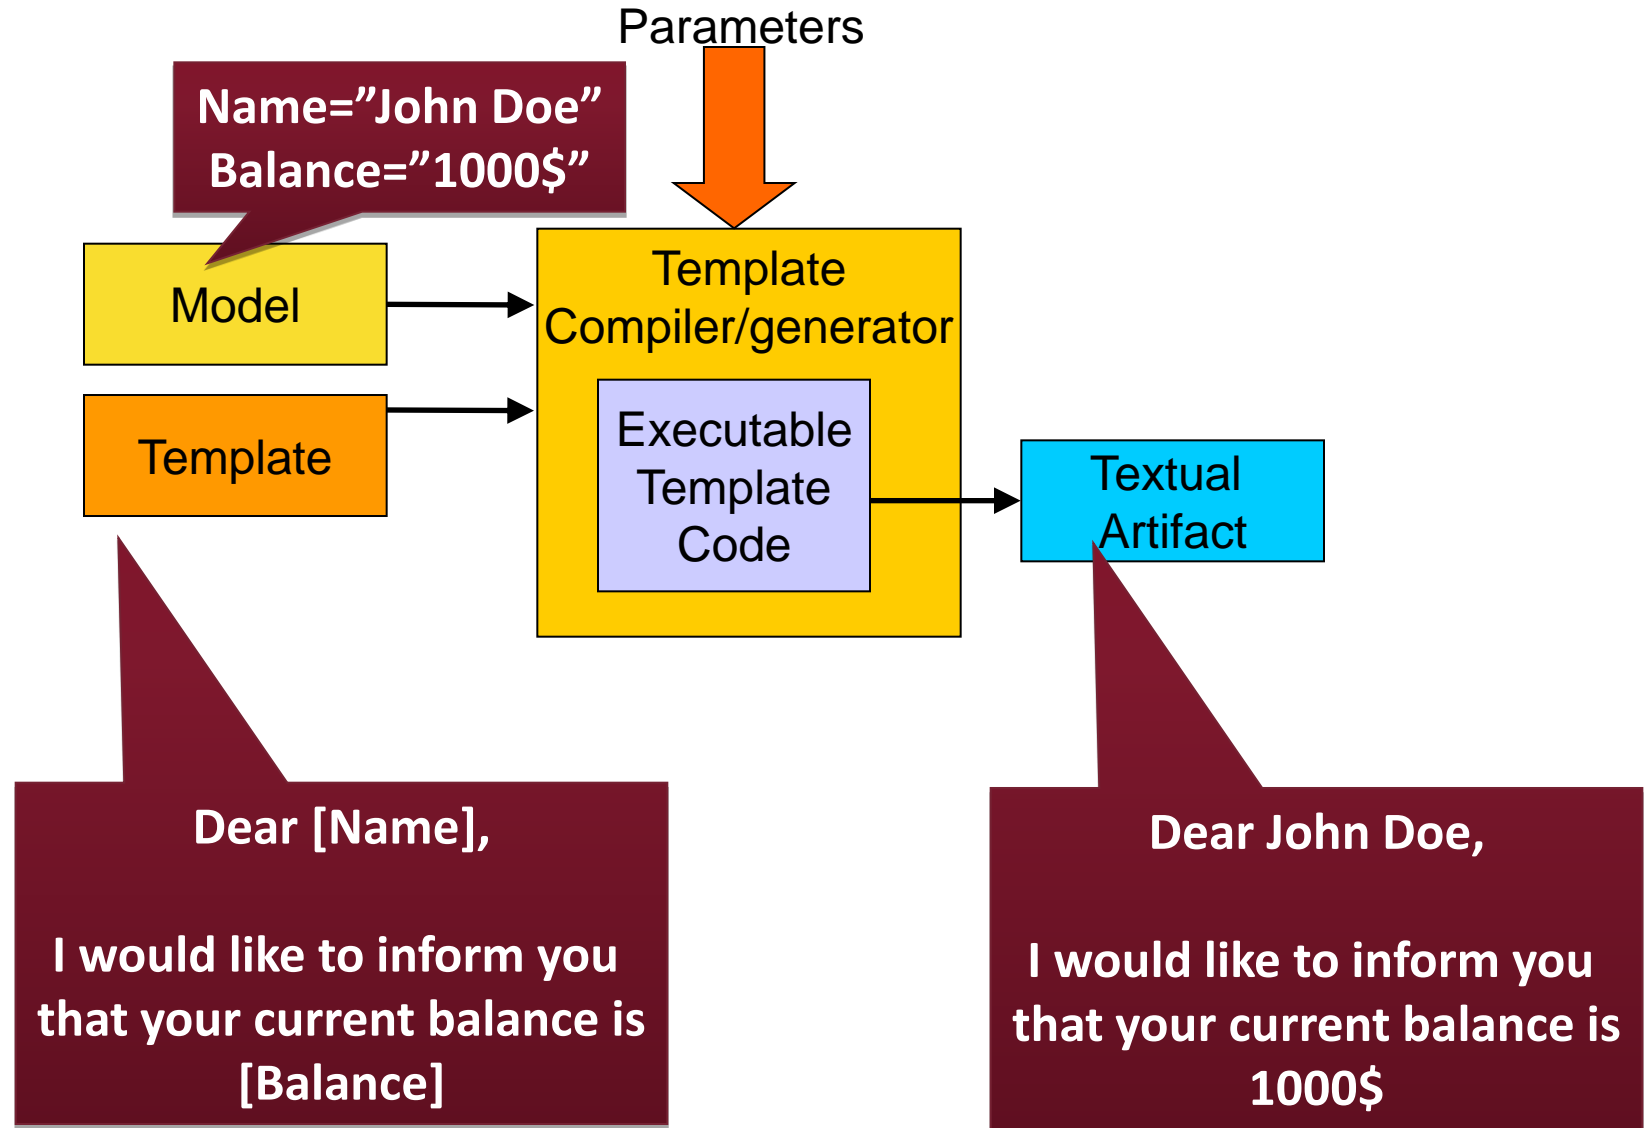 Parameters
Name=”John Doe”
Balance=”1000$”
Model
Template
Compiler/generator
Template
Executable
Template
Code
Textual
Artifact
Dear [Name],
I would like to inform you
that your current balance is
[Balance]
Dear John Doe,
I would like to inform you
that your current balance is
1000$